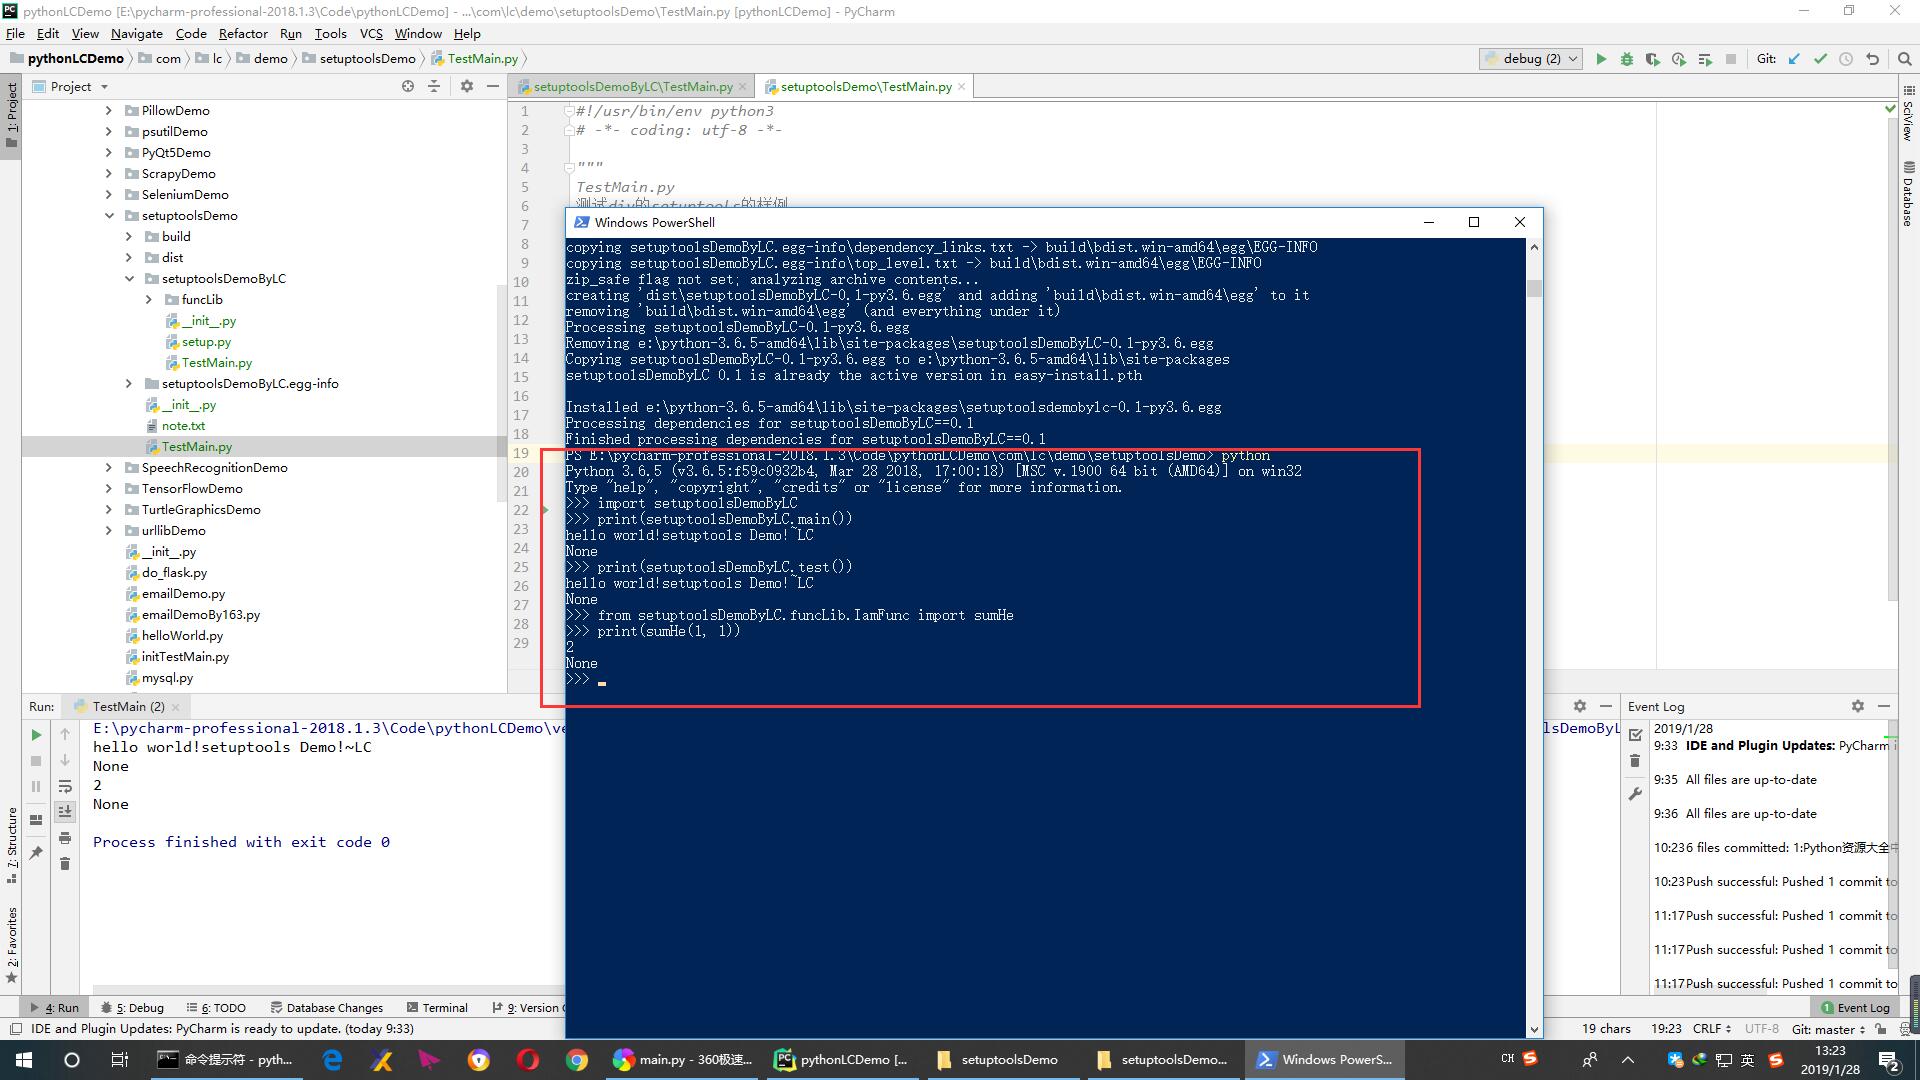 pythonLCDemo [E:\pycharm-professional-2018.1.3\Code\pythonLCDemo] - ...\com\lc\demo\setuptoolsDemo\TestMain.py [pythonLCDemo] - PyCharm
File Edit View Navigate Code Refactor Run Tools VCS Window Help
pythonLCDemo com lc demo setuptoolsDemo TestMain.py
debug (2) Git:
Project
setuptoolsDemoByLC\TestMain.py
setuptoolsDemo\TestMain.py
1: Project
PillowDemo
psutilDemo
PyQt5Demo
ScrapyDemo
SeleniumDemo
setuptoolsDemo
build
dist
setuptoolsDemoByLC
funcLib
__init__.py
setup.py
TestMain.py
setuptoolsDemoByLC.egg-info
__init__.py
note.txt
TestMain.py
SpeechRecognitionDemo
TensorFlowDemo
TurtleGraphicsDemo
urllibDemo
__init__.py
do_flask.py
emailDemo.py
emailDemoBy163.py
helloWorld.py
initTestMain.py
mysql.py
1 #!/usr/bin/env python3
2 # -*- coding: utf-8 -*-
3
4 """
5 TestMain.py
6 测试diy的setuptools的样例
7
8
9
10
11
12
13
14
15
16
17
18
19
20
21
22
23
24
25
26
27
28
29
SciView
Database
Windows PowerShell
copying setuptoolsDemoByLC.egg-info\dependency_links.txt -> build\bdist.win-amd64\egg\EGG-INFO
copying setuptoolsDemoByLC.egg-info\top_level.txt -> build\bdist.win-amd64\egg\EGG-INFO
zip_safe flag not set; analyzing archive contents...
creating 'dist\setuptoolsDemoByLC-0.1-py3.6.egg' and adding 'build\bdist.win-amd64\egg' to it
removing 'build\bdist.win-amd64\egg' (and everything under it)
Processing setuptoolsDemoByLC-0.1-py3.6.egg
Removing e:\python-3.6.5-amd64\lib\site-packages\setuptoolsDemoByLC-0.1-py3.6.egg
Copying setuptoolsDemoByLC-0.1-py3.6.egg to e:\python-3.6.5-amd64\lib\site-packages
setuptoolsDemoByLC 0.1 is already the active version in easy-install.pth
Installed e:\python-3.6.5-amd64\lib\site-packages\setuptoolsdemobylc-0.1-py3.6.egg
Processing dependencies for setuptoolsDemoByLC==0.1
Finished processing dependencies for setuptoolsDemoByLC==0.1
PS E:\pycharm-professional-2018.1.3\Code\pythonLCDemo\com\lc\demo\setuptoolsDemo> python
Python 3.6.5 (v3.6.5:f59c0932b4, Mar 28 2018, 17:00:18) [MSC v.1900 64 bit (AMD64)] on win32
Type "help", "copyright", "credits" or "license" for more information.
>>> import setuptoolsDemoByLC
>>> print(setuptoolsDemoByLC.main())
hello world!setuptools Demo!~LC
None
>>> print(setuptoolsDemoByLC.test())
hello world!setuptools Demo!~LC
None
>>> from setuptoolsDemoByLC.funcLib.IamFunc import sumHe
>>> print(sumHe(1, 1))
2
None
>>>
Run: TestMain (2)
E:\pycharm-professional-2018.1.3\Code\pythonLCDemo\ve
lsDemoByL
hello world!setuptools Demo!~LC
None
2
None
Process finished with exit code 0
7: Structure
2: Favorites
Event Log
2019/1/28
9:33 IDE and Plugin Updates: PyCharm i
9:35 All files are up-to-date
9:36 All files are up-to-date
10:23 6 files committed: 1:Python资源大全中
10:23 Push successful: Pushed 1 commit to
11:17 Push successful: Pushed 1 commit to
11:17 Push successful: Pushed 1 commit to
11:17 Push successful: Pushed 1 commit to
4: Run 5: Debug 6: TODO Database Changes Terminal 9: Version C
1 Event Log
IDE and Plugin Updates: PyCharm is ready to update. (today 9:33)
19 chars 19:23 CRLF UTF-8 Git: master
命令提示符 - pyth...
main.py - 360极速...
pythonLCDemo [...
setuptoolsDemo
setuptoolsDemo...
Windows PowerS...
CH
英
13:23
2019/1/28
2